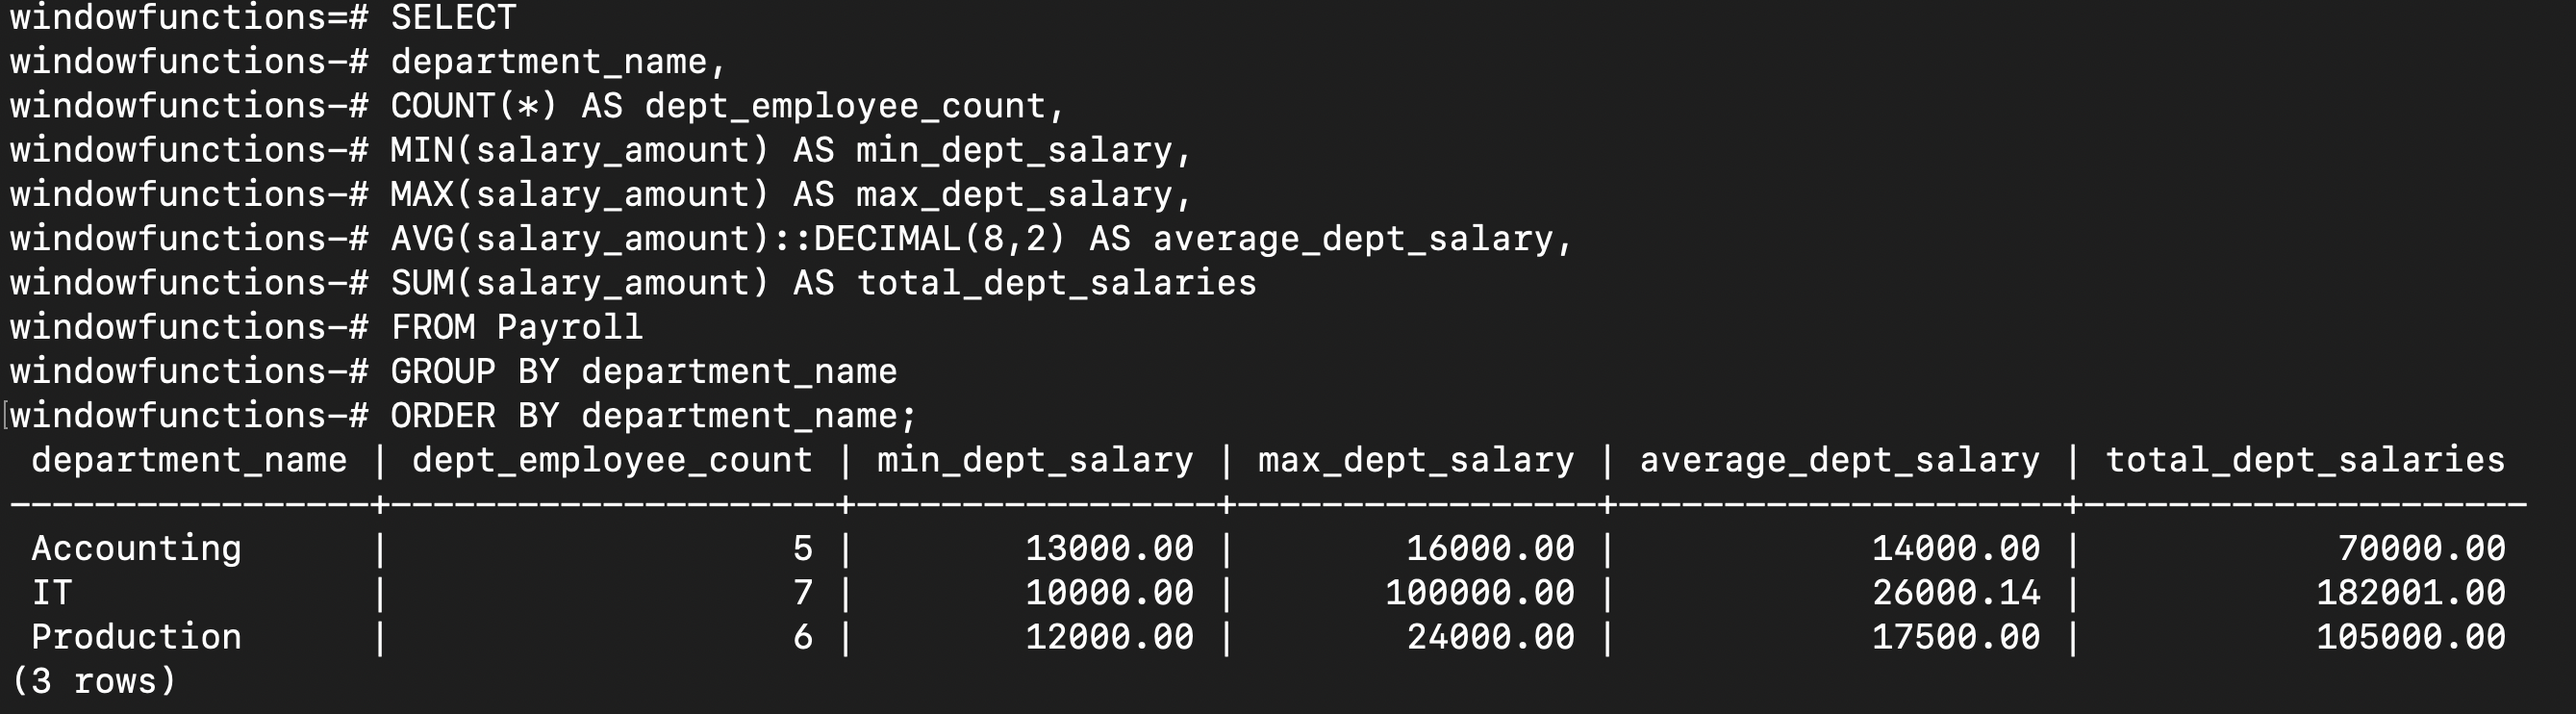 windowfunctions=# SELECT
windowfunctions-# department_name,
windowfunctions-# COUNT(*) AS dept_employee_count,
windowfunctions-# MIN(salary_amount) AS min_dept_salary,
windowfunctions-# MAX(salary_amount) AS max_dept_salary,
windowfunctions-# AVG(salary_amount)::DECIMAL(8,2) AS average_dept_salary,
windowfunctions-# SUM(salary_amount) AS total_dept_salaries
windowfunctions-# FROM Payroll
windowfunctions-# GROUP BY department_name
[windowfunctions-# ORDER BY department_name;
 department_name | dept_employee_count | min_dept_salary | max_dept_salary | average_dept_salary | total_dept_salaries
-----------------+---------------------+-----------------+-----------------+---------------------+---------------------
 Accounting      |                   5 |        13000.00 |        16000.00 |            14000.00 |            70000.00
 IT              |                   7 |        10000.00 |       100000.00 |            26000.14 |           182001.00
 Production      |                   6 |        12000.00 |        24000.00 |            17500.00 |           105000.00
(3 rows)